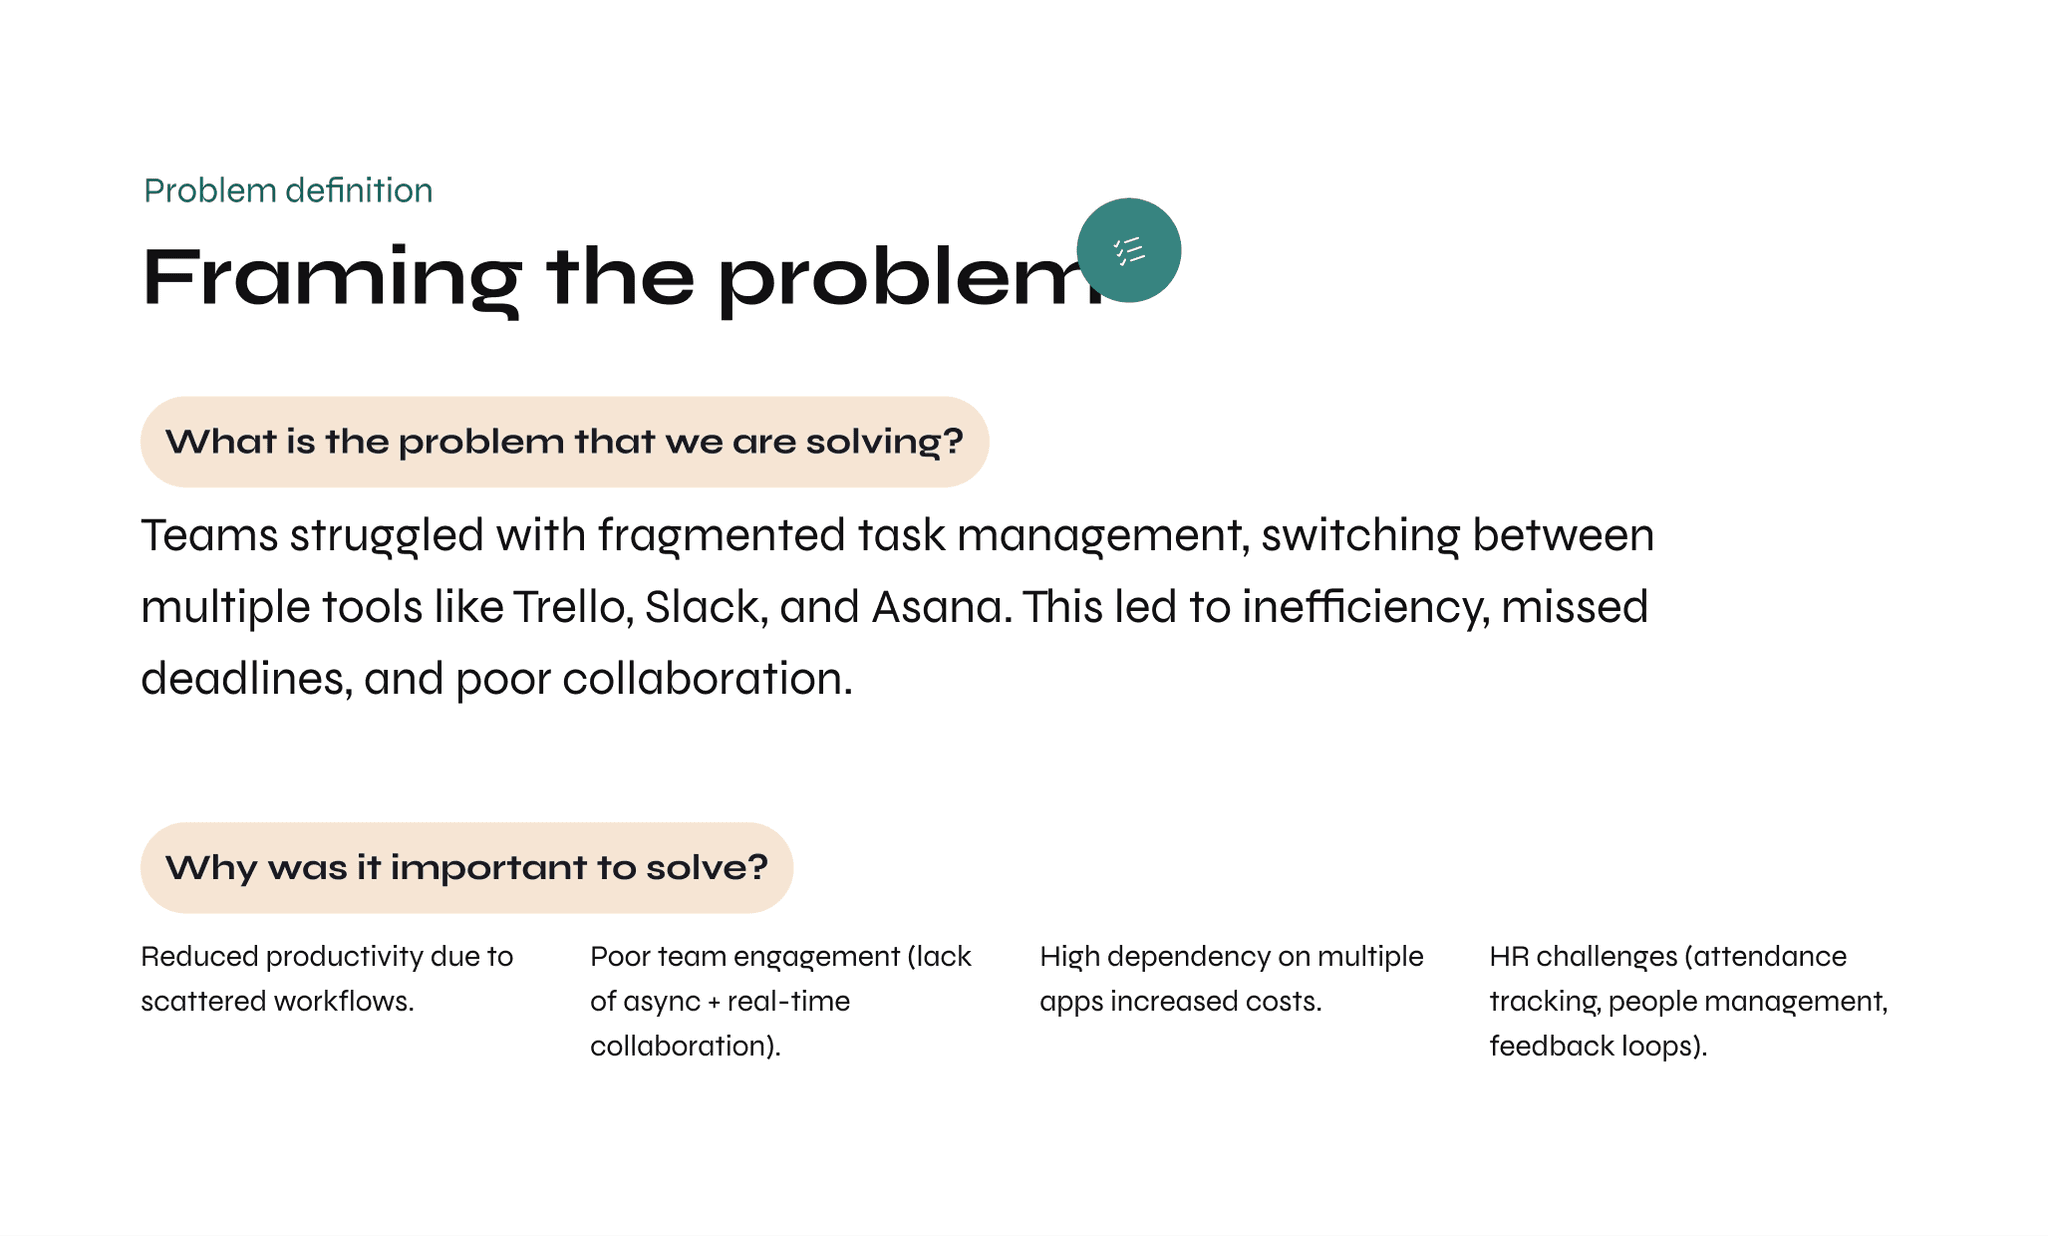 Problem definition
Framing the problem
What is the problem that we are solving?
Teams struggled with fragmented task management, switching between
multiple tools like Trello, Slack, and Asana. This led to inefficiency, missed
deadlines, and poor collaboration.
Why was it important to solve?
Reduced productivity due to
scattered workflows.
Poor team engagement (lack
of async + real-time
collaboration).
High dependency on multiple
apps increased costs.
HR challenges (attendance
tracking, people management,
feedback loops).